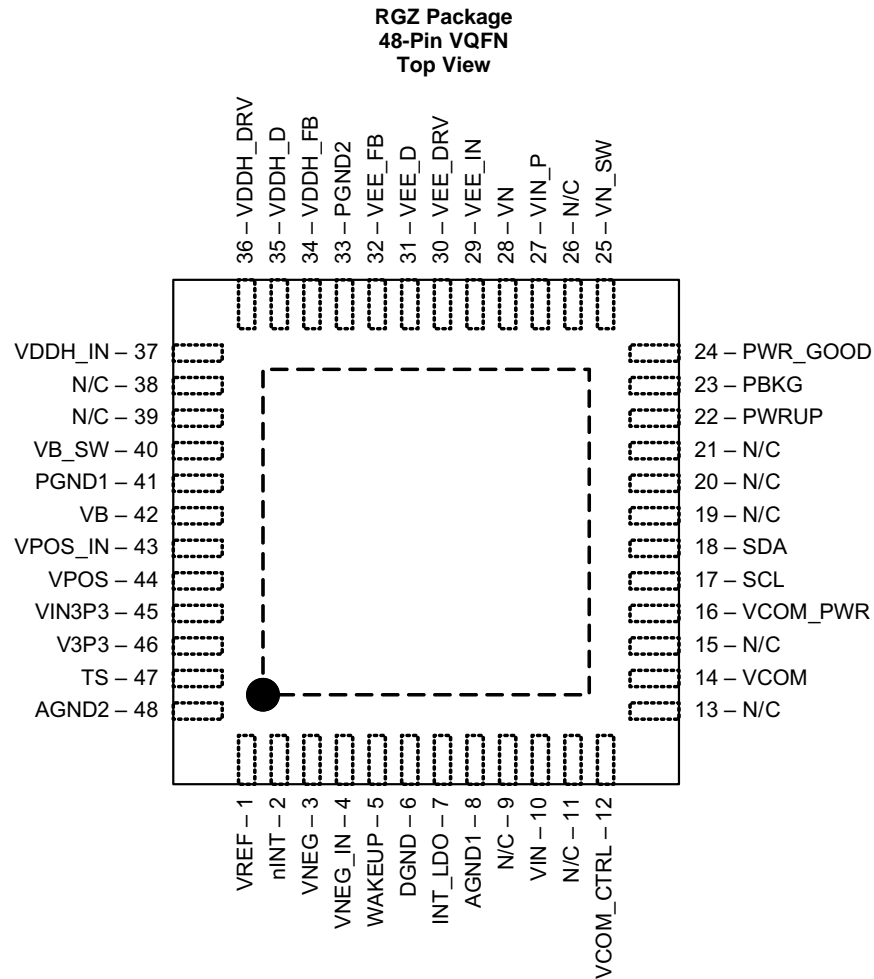 RGZ Package
48-Pin VQFN
Top View
36 – VDDH_DRV
35 – VDDH_D
34 – VDDH_FB
33 – PGND2
32 – VEE_FB
31 – VEE_D
30 – VEE_DRV
29 – VEE_IN
28 – VN
27 – VIN_P
26 – N/C
25 – VN_SW
VDDH_IN – 37
N/C – 38
N/C – 39
VB_SW – 40
PGND1 – 41
VB – 42
VPOS_IN – 43
VPOS – 44
VIN3P3 – 45
V3P3 – 46
TS – 47
AGND2 – 48
24 – PWR_GOOD
23 – PBKG
22 – PWRUP
21 – N/C
20 – N/C
19 – N/C
18 – SDA
17 – SCL
16 – VCOM_PWR
15 – N/C
14 – VCOM
13 – N/C
VREF – 1
nINT – 2
VNEG – 3
VNEG_IN – 4
WAKEUP – 5
DGND – 6
INT_LDO – 7
AGND1 – 8
N/C – 9
VIN – 10
N/C – 11
VCOM_CTRL – 12